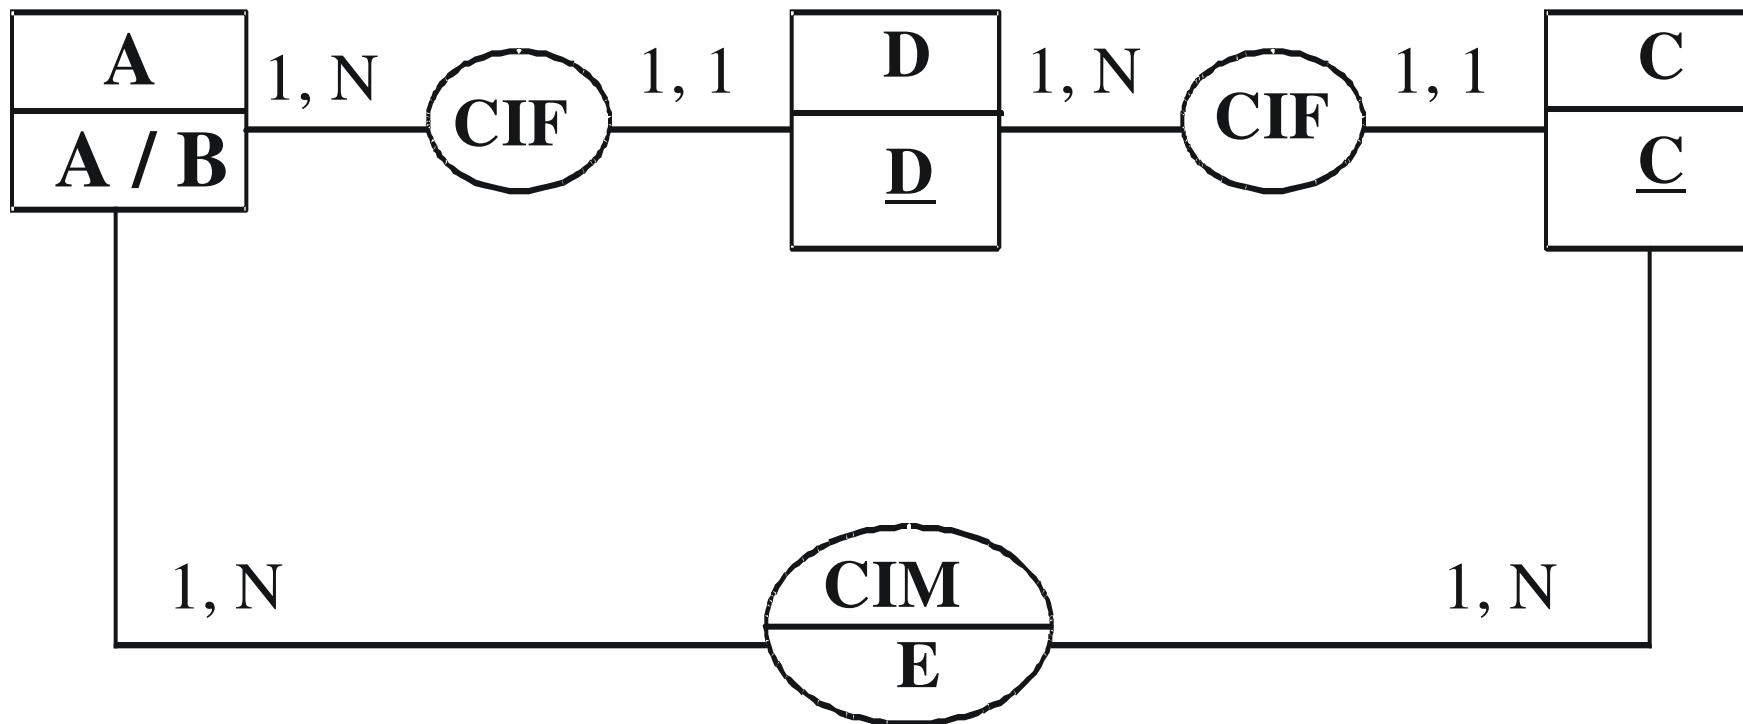 A
1, N
CIF
1, 1
D
1, N
CIF
1, 1
C
A / B
D
C
1, N
CIM
E
1, N